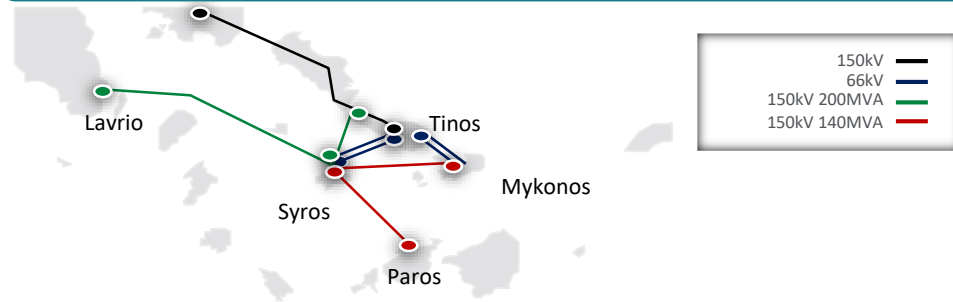 150kV
66kV
150kV 200MVA
150kV 140MVA
Lavrio
Tinos
Mykonos
Syros
Paros